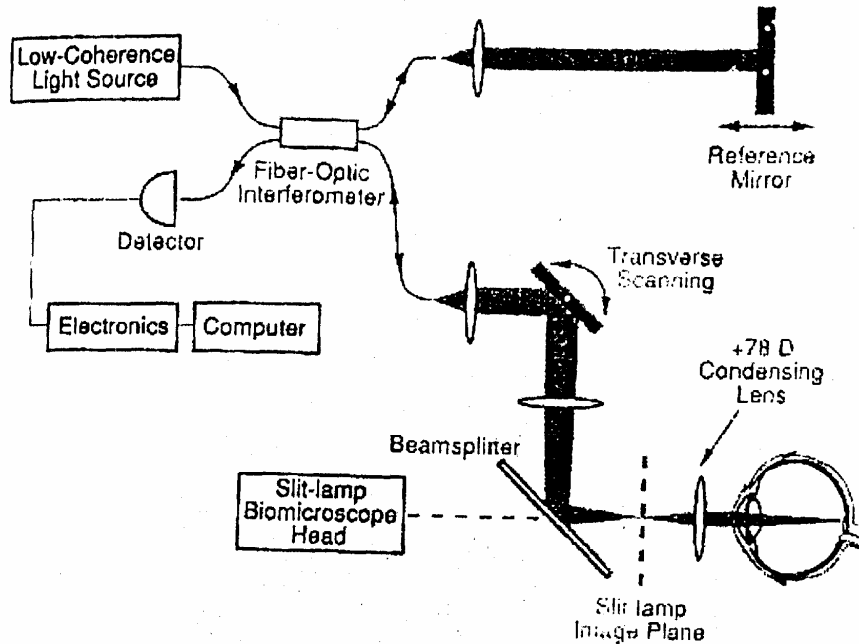 Low-Coherence
Light Source
Fiber-Optic
Interferometer
Reference
Mirror
Detector
Transverse
Scanning
Electronics
Computer
+78 D
Condensing
Lens
Beamsplitter
Slit-lamp
Biomicroscope
Head
Slit lamp
Image Plane